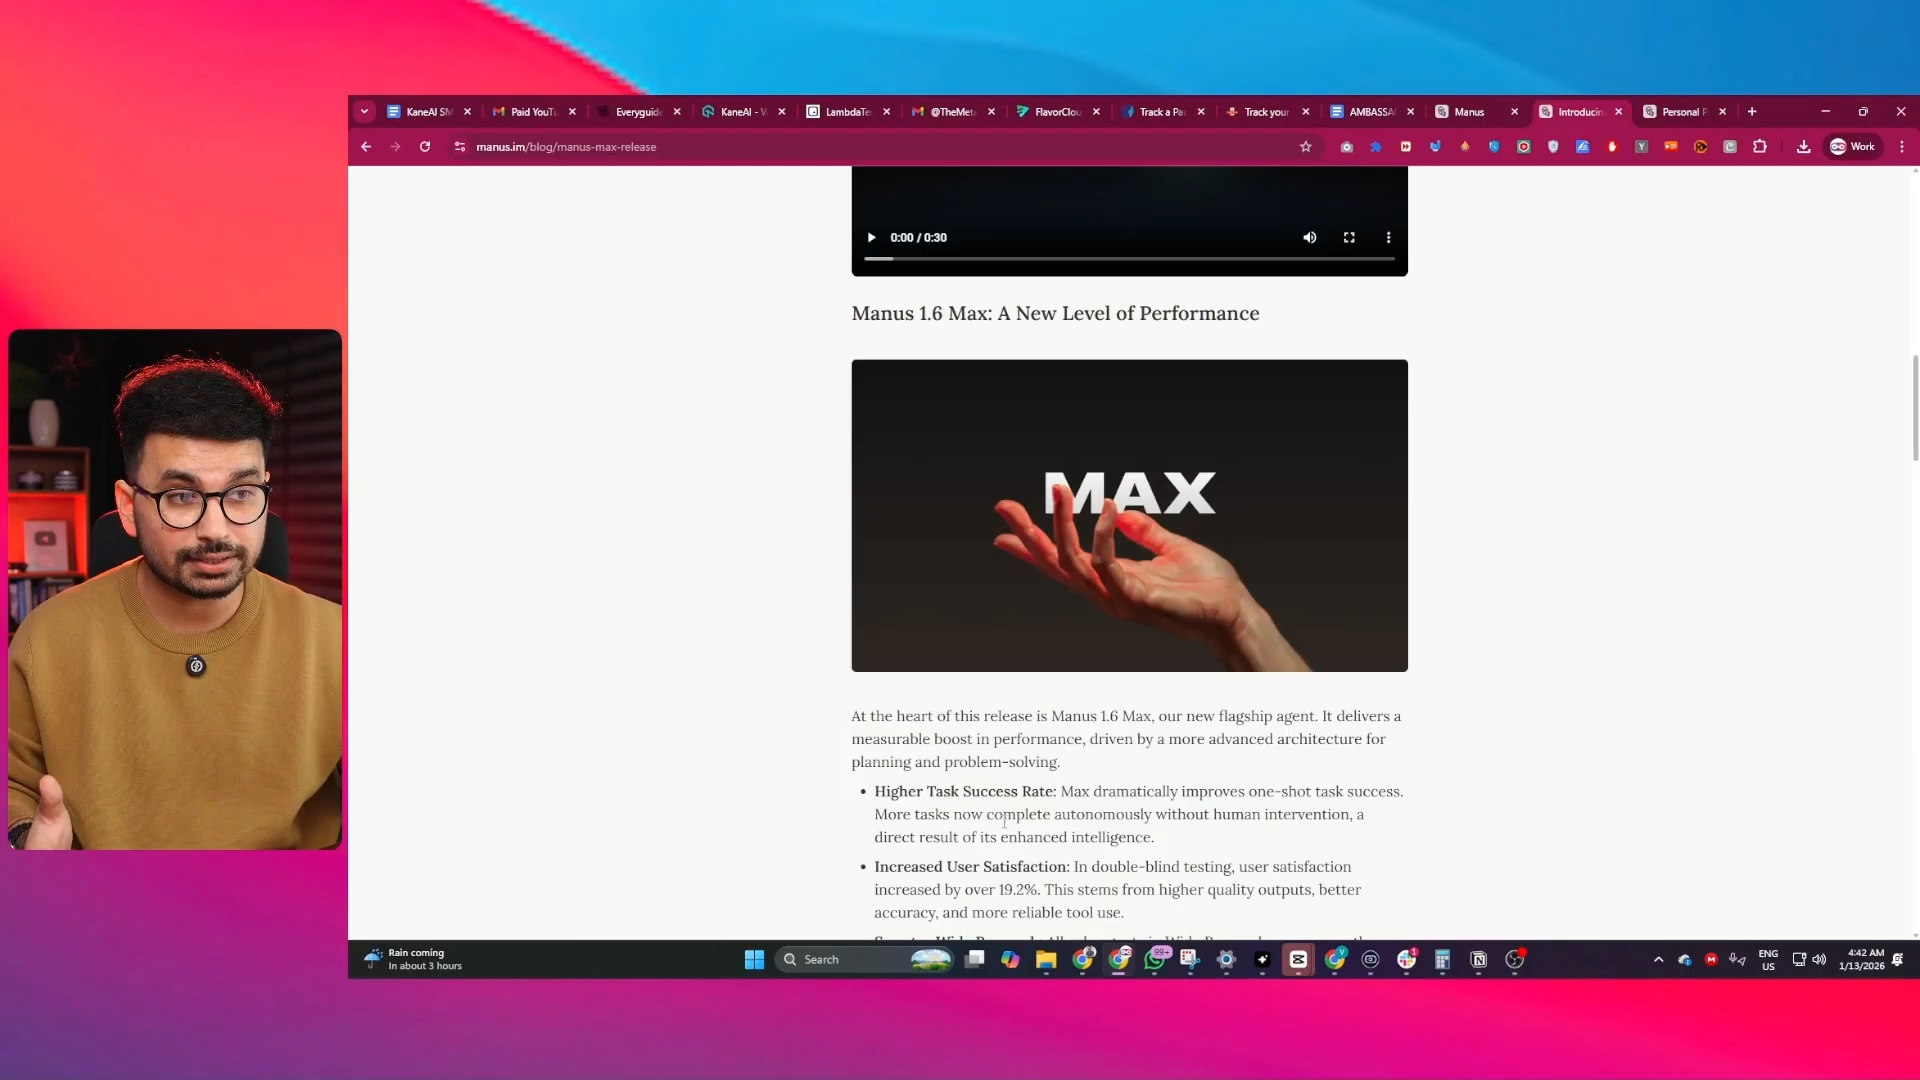 KaneAI SM
Paid YouTu
Everyguide
KaneAI - V
LambdaTe
@TheMeta
FlavorClou
Track a Pac
Track your
AMBASSA
Manus
Introducin
Personal P
manus.im/blog/manus-max-release
Work
0:00 / 0:30
Manus 1.6 Max: A New Level of Performance
MAX
At the heart of this release is Manus 1.6 Max, our new flagship agent. It delivers a
measurable boost in performance, driven by a more advanced architecture for
planning and problem-solving.
• Higher Task Success Rate: Max dramatically improves one-shot task success.
More tasks now complete autonomously without human intervention, a
direct result of its enhanced intelligence.
• Increased User Satisfaction: In double-blind testing, user satisfaction
increased by over 19.2%. This stems from higher quality outputs, better
accuracy, and more reliable tool use.
Rain coming
In about 3 hours
Search
99+
ENG
US
4:42 AM
1/13/2026